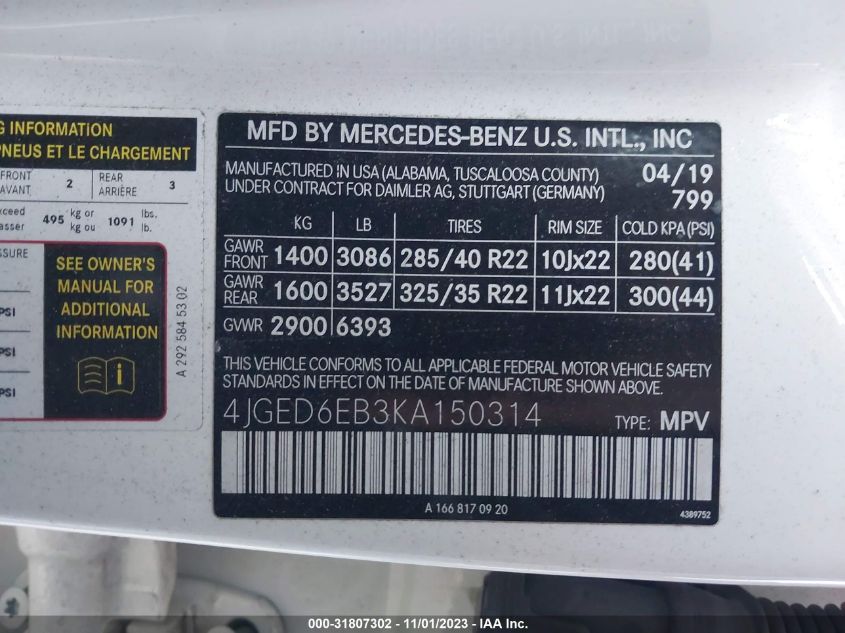 G INFORMATION
PNEUS ET LE CHARGEMENT
FRONT
AVANT
2
REAR
ARRIÈRE
3
495 kg or
kg ou
1091 lbs.
lb.
SEE OWNER'S
MANUAL FOR
ADDITIONAL
INFORMATION
PSI
PSI
PSI
A 292 584 53 02
MFD BY MERCEDES-BENZ U.S. INTL., INC
MANUFACTURED IN USA (ALABAMA, TUSCALOOSA COUNTY) 04/19
UNDER CONTRACT FOR DAIMLER AG, STUTTGART (GERMANY) 799
KG LB TIRES RIM SIZE COLD KPA (PSI)
GAWR FRONT 1400 3086 285/40 R22 10Jx22 280(41)
GAWR REAR 1600 3527 325/35 R22 11Jx22 300(44)
GVWR 2900 6393
THIS VEHICLE CONFORMS TO ALL APPLICABLE FEDERAL MOTOR VEHICLE SAFETY
STANDARDS IN EFFECT ON THE DATE OF MANUFACTURE SHOWN ABOVE.
4JGED6EB3KA150314 TYPE: MPV
A 166 817 09 20
4389752
000-31807302 - 11/01/2023 - IAA Inc.